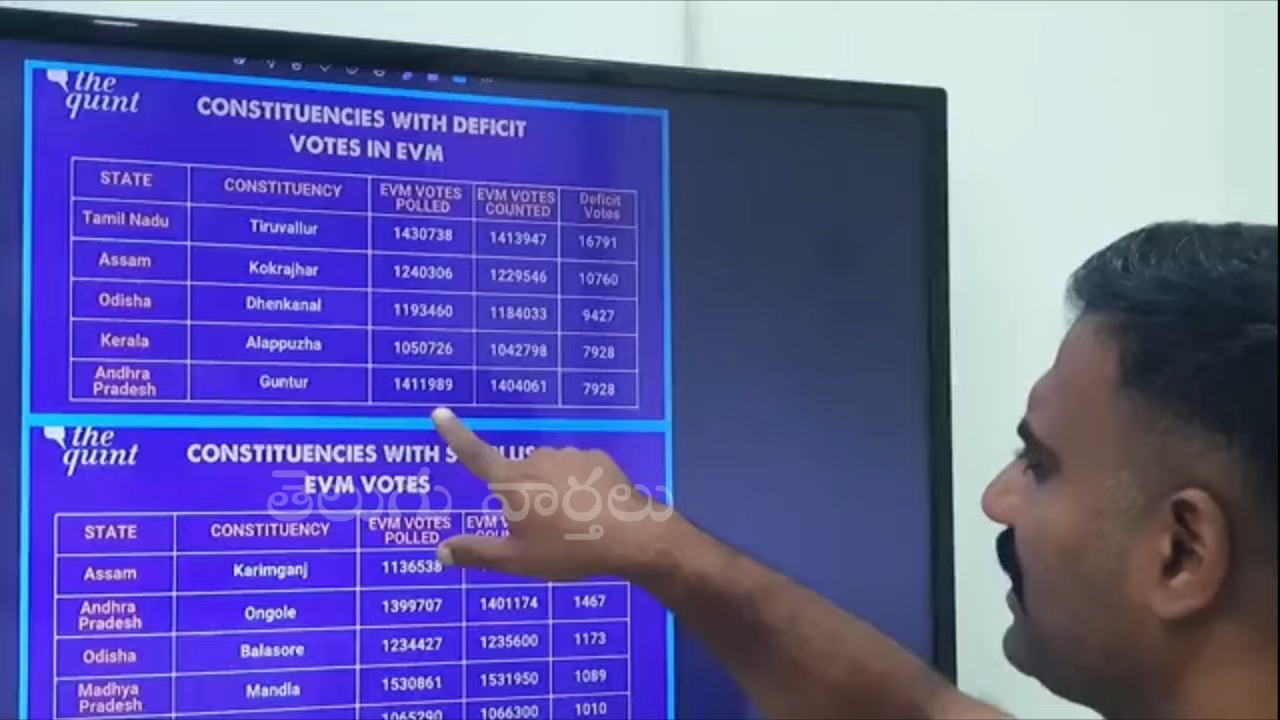 the
quint
CONSTITUENCIES WITH DEFICIT
VOTES IN EVM
STATE CONSTITUENCY EVM VOTES POLLED EVM VOTES COUNTED Deficit Votes
Tamil Nadu Tiruvallur 1430738 1413947 16791
Assam Kokrajhar 1240306 1229546 10760
Odisha Dhenkanal 1193460 1184033 9427
Kerala Alappuzha 1050726 1042798 7928
Andhra Pradesh Guntur 1411989 1404061 7928
the
quint
CONSTITUENCIES WITH
EVM VOTES
తెలుగు వార్తలు
STATE CONSTITUENCY EVM VOTES POLLED EVM
Assam Karimganj 1136538
Andhra Pradesh Ongole 1399707 1401174 1467
Odisha Balasore 1234427 1235600 1173
Madhya Pradesh Mandla 1530861 1531950 1089
1065290 1066300 1010